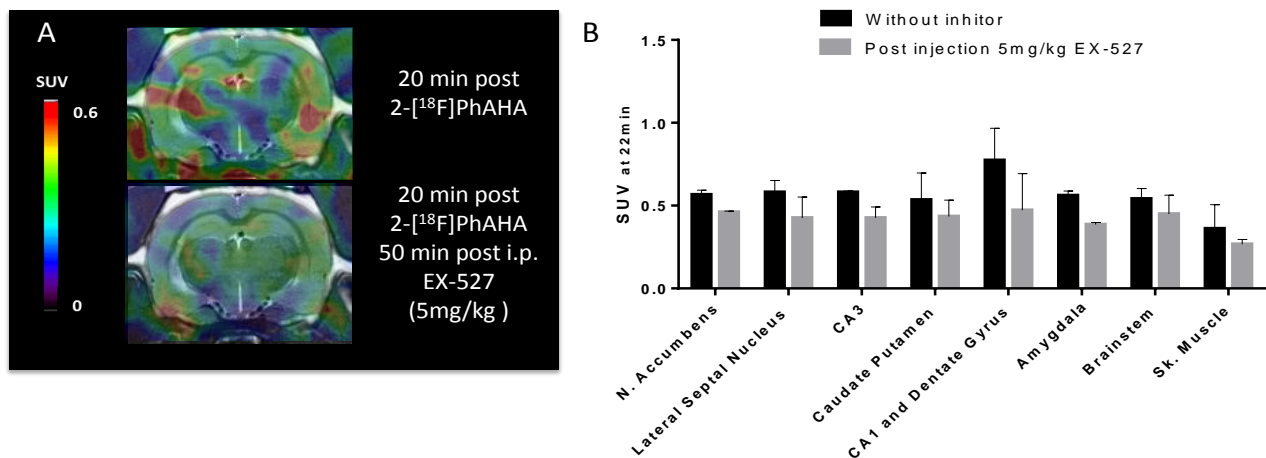 A
SUV
0.6
0
20 min post
2-[¹⁸F]PhAHA
20 min post
2-[¹⁸F]PhAHA
50 min post i.p.
EX-527
(5mg/kg )
B
Without inhitor
Post injection 5mg/kg EX-527
SUV at 22min
1.5
1.0
0.5
0.0
N. Accumbens
Lateral Septal Nucleus
CA3
Caudate Putamen
CA1 and Dentate Gyrus
Amygdala
Brainstem
Sk. Muscle